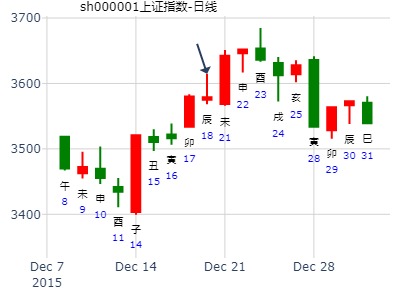 sh000001上证指数-日线
3700
3600
3500
3400
午
8
未
9
申
10
酉
11
子
14
丑
15
寅
16
卯
17
辰
18
未
21
申
22
酉
23
戌
24
亥
25
寅
28
卯
29
辰
30
巳
31
Dec 7
2015
Dec 14
Dec 21
Dec 28